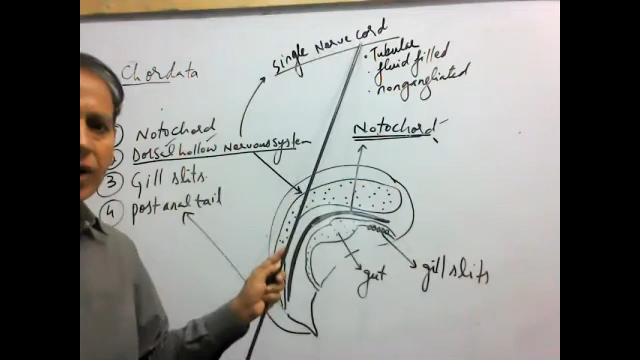 Single Nerve cord
• Tubular
fluid filled
• nonganglicated
Chordata
Notochord
1 Notochord
2 Dorsal hollow Nervous system
3 Gill slits.
4 post anal tail
gut
gill slits